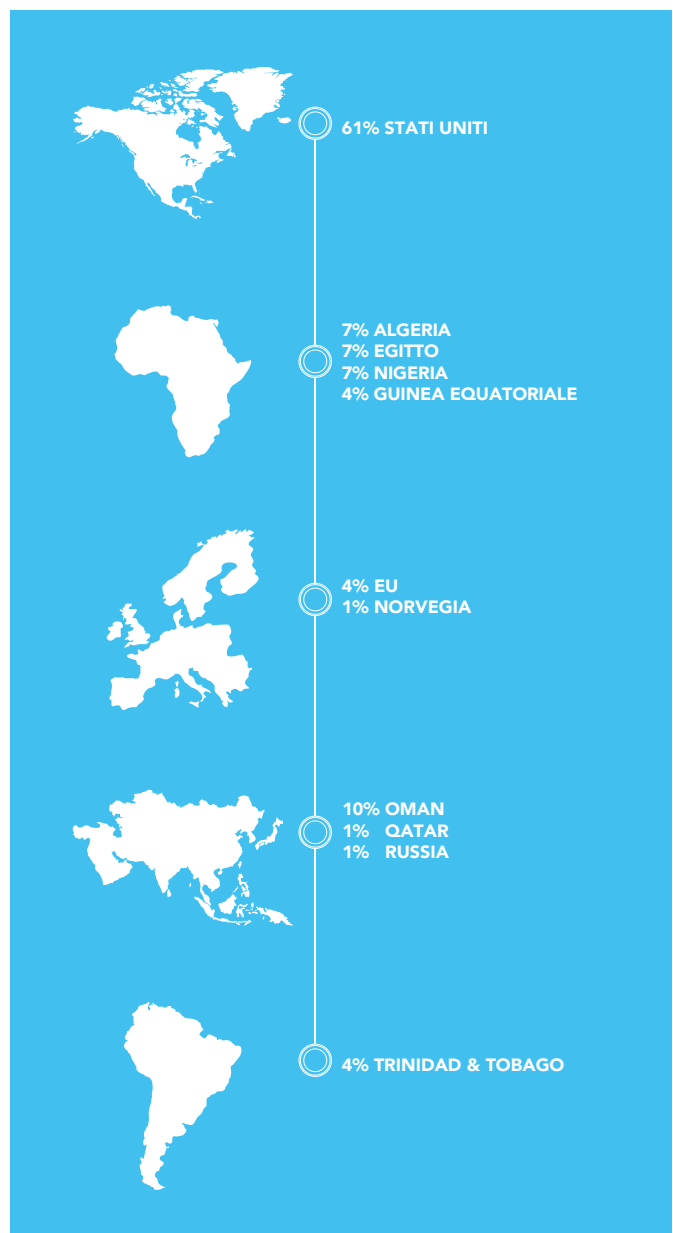 61% STATI UNITI
7% ALGERIA
7% EGITTO
7% NIGERIA
4% GUINEA EQUATORIALE
4% EU
1% NORVEGIA
10% OMAN
1% QATAR
1% RUSSIA
4% TRINIDAD & TOBAGO